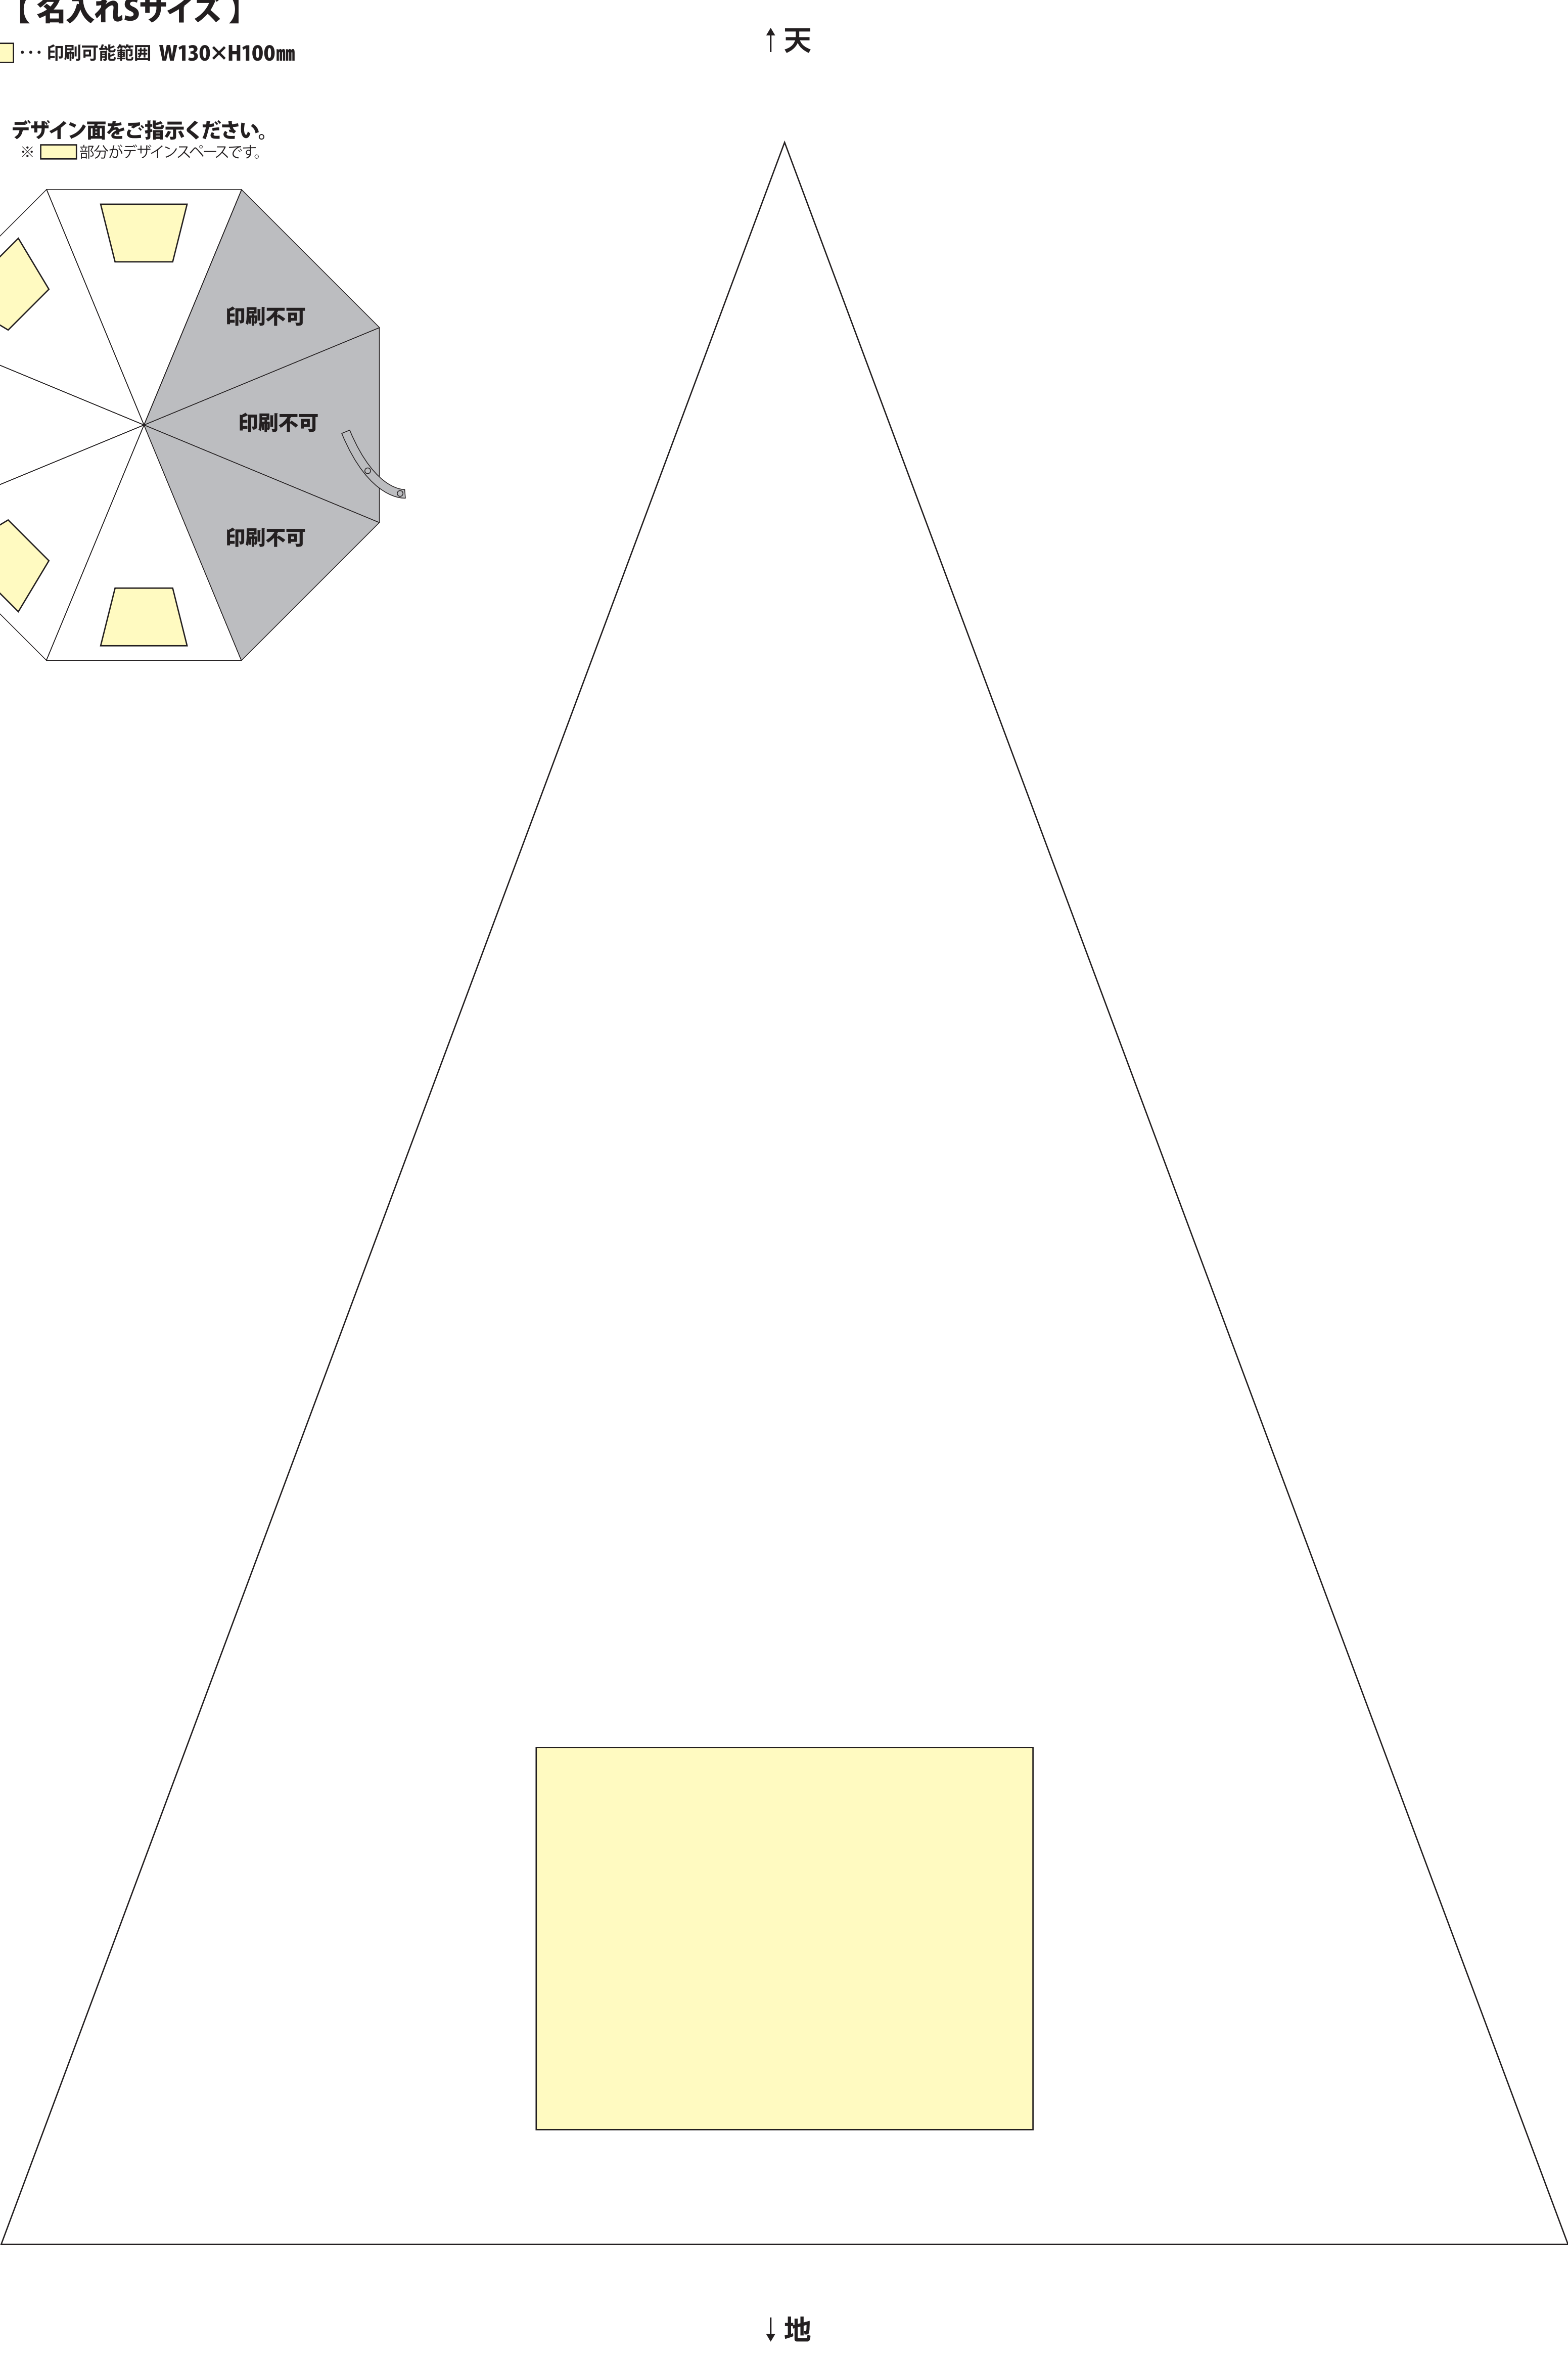 【 名入れSサイズ 】
↑ 天
･･･ 印刷可能範囲 W130×H100㎜
デザイン面をご指示ください。
※ 部分がデザインスペースです。
印刷不可
印刷不可
印刷不可
↓ 地